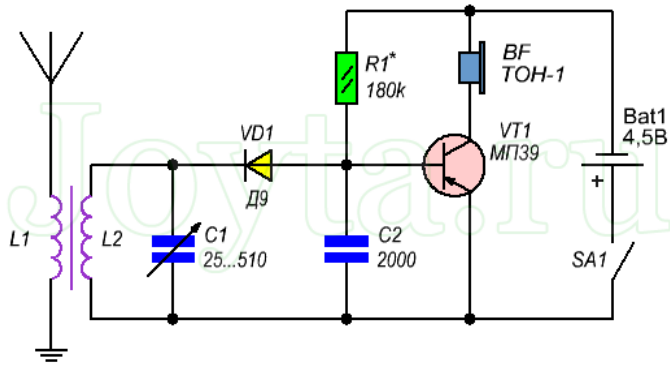 R1*
180k
BF
ТОН-1
Bat1
4,5В
+
VD1
Д9
VT1
МП39
L1
L2
C1
25...510
C2
2000
SA1
Joyta.ru